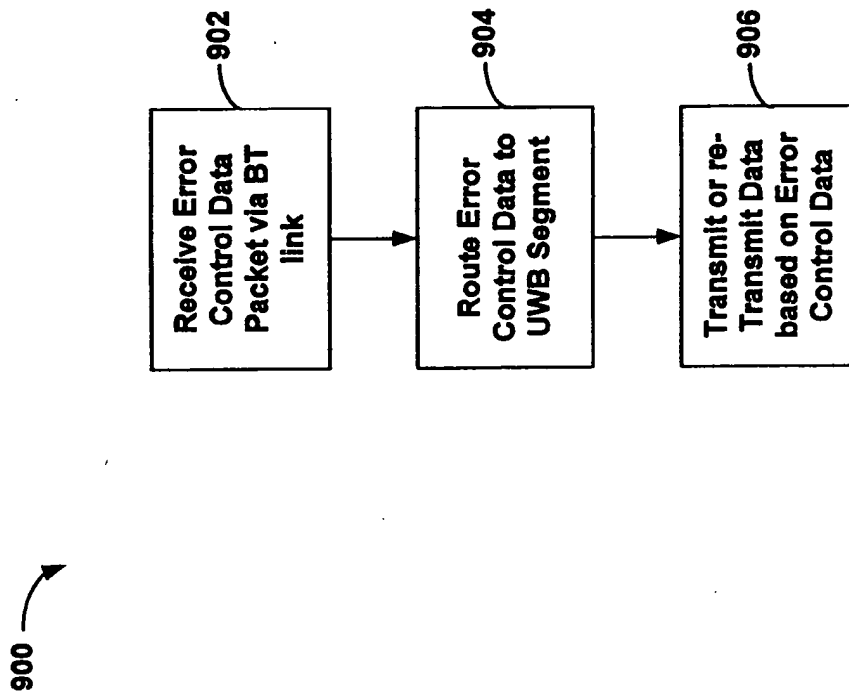 900
902
Receive Error
Control Data
Packet via BT
link
904
Route Error
Control Data to
UWB Segment
906
Transmit or re-
Transmit Data
based on Error
Control Data